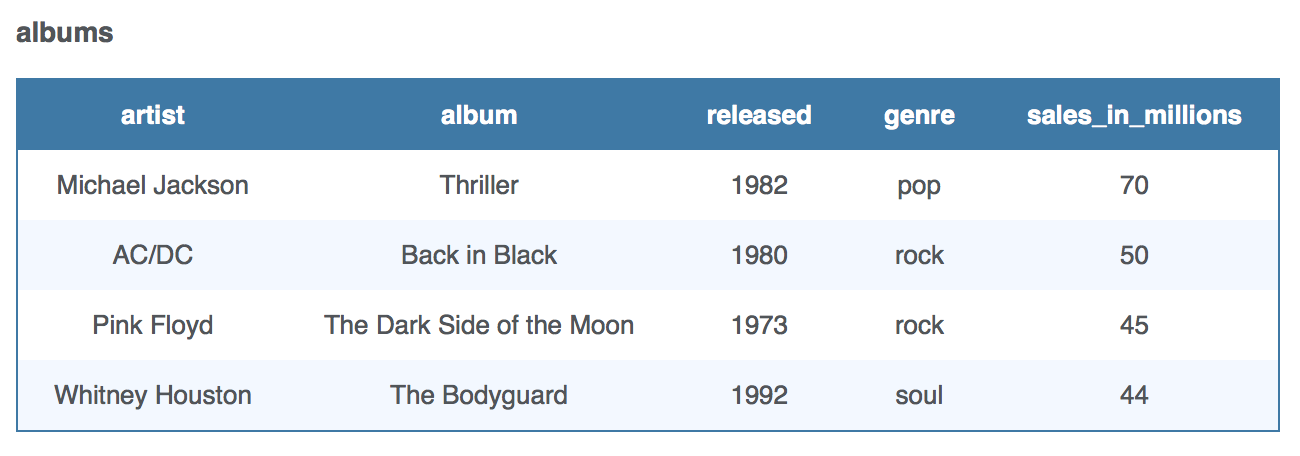 albums
artist album released genre sales_in_millions
Michael Jackson Thriller 1982 pop 70
AC/DC Back in Black 1980 rock 50
Pink Floyd The Dark Side of the Moon 1973 rock 45
Whitney Houston The Bodyguard 1992 soul 44